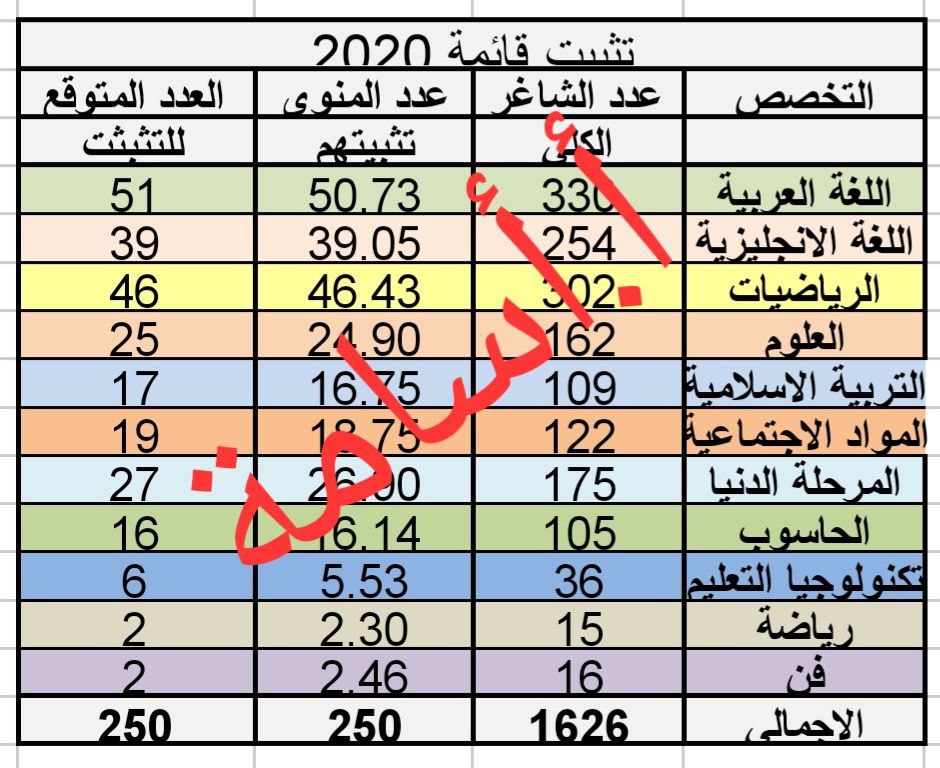 تثبيت قائمة 2020
التخصص عدد الشاغر عدد المنوى العدد المتوقع
الكلي تثبيتهم للتثبثت
اللغة العربية 330 50.73 51
اللغة الانجليزية 254 39.05 39
الرياضيات 302 46.43 46
العلوم 162 24.90 25
التربية الاسلامية 109 16.75 17
المواد الاجتماعية 122 18.75 19
المرحلة الدنيا 175 26.90 27
الحاسوب 105 16.14 16
تكنولوجيا التعليم 36 5.53 6
رياضة 15 2.30 2
فن 16 2.46 2
الاجمالي 1626 250 250
أ.أسامة